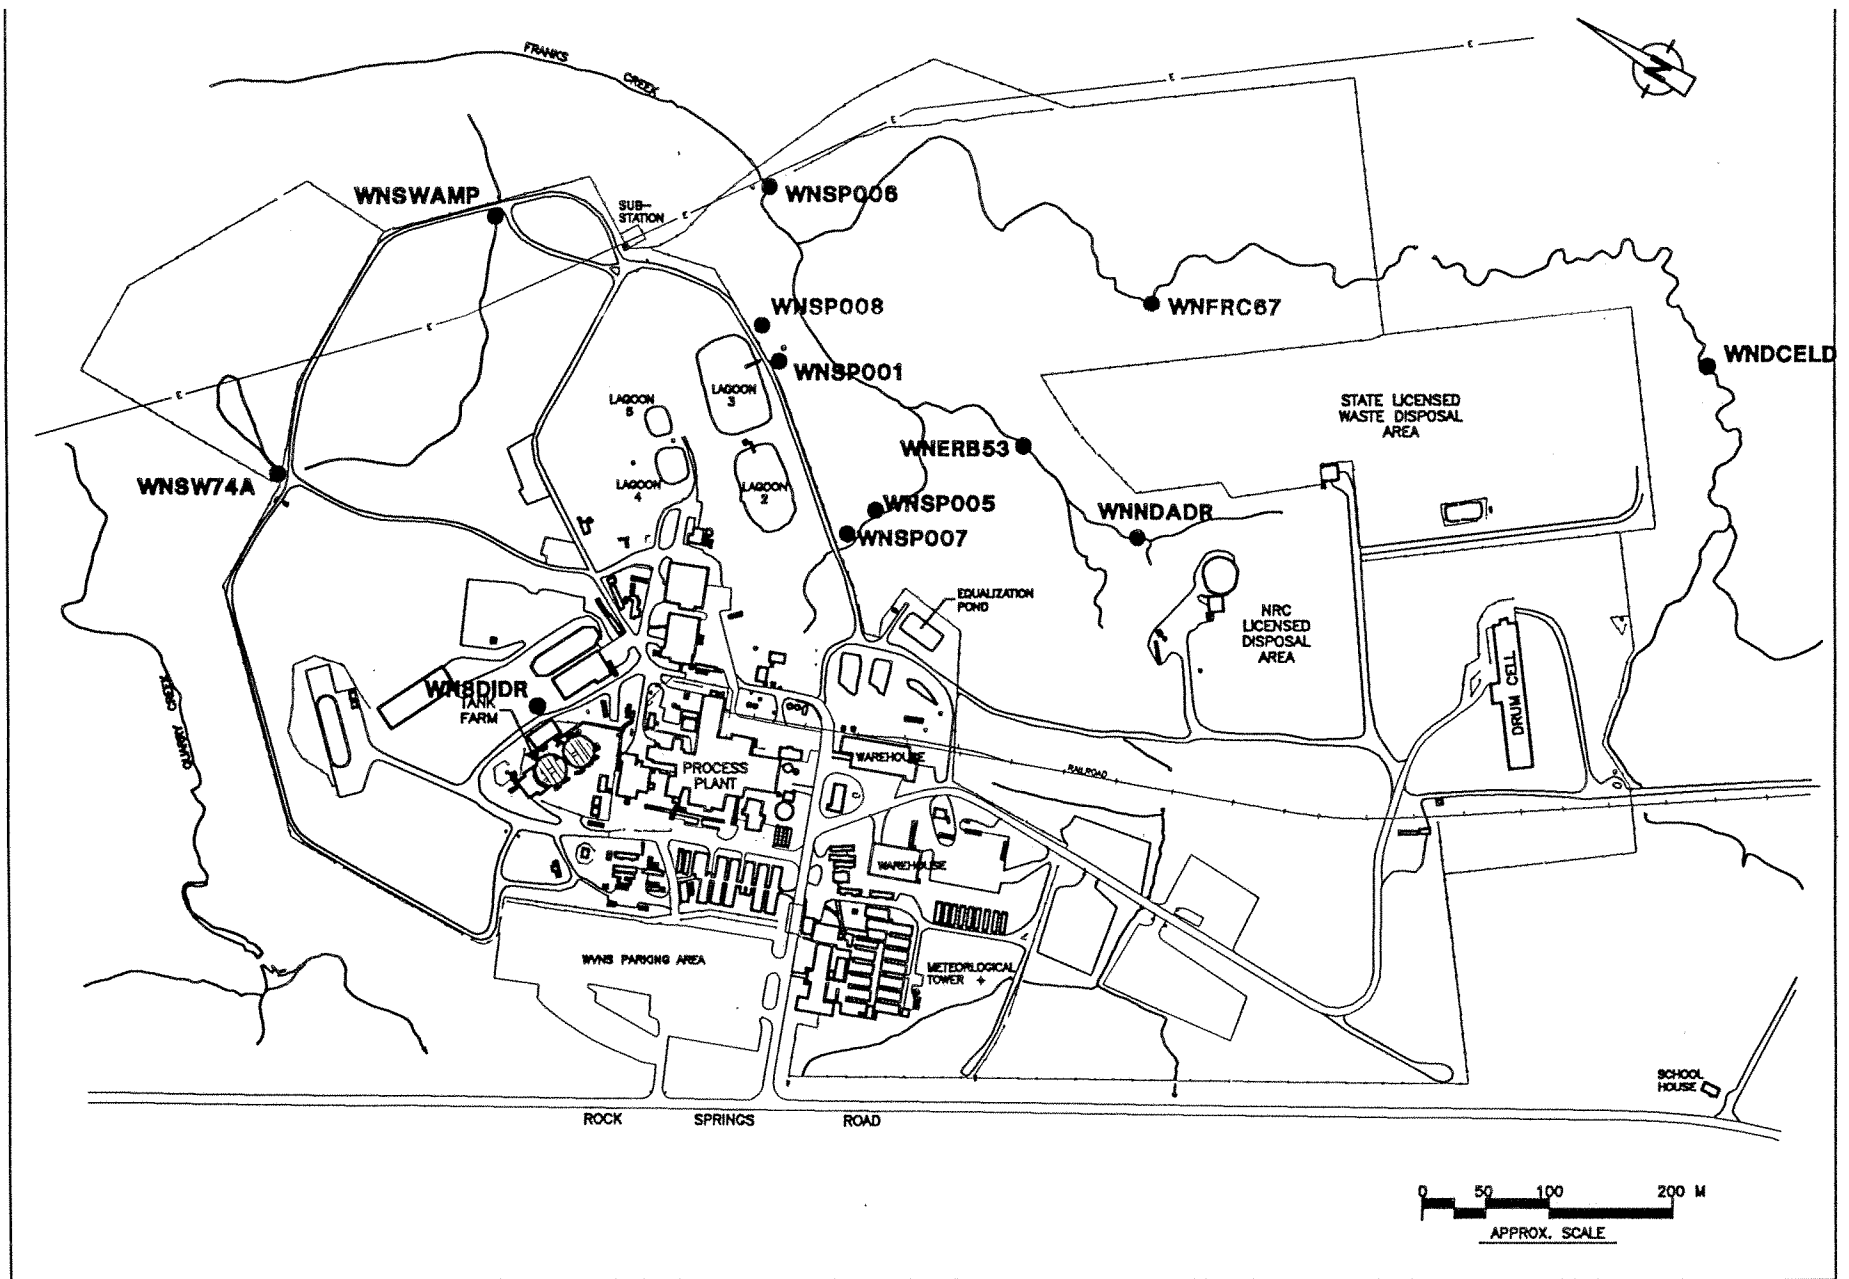 FRANKS
CREEK
E
E
N
E
WNSWAMP
WNSP006
SUB-
STATION
E
WNSP008
WNFRC67
E
WNSP001
WNDCELD
LAGOON
3
E
LAGOON
5
STATE LICENSED
WASTE DISPOSAL
AREA
WNERB53
WNSW74A
LAGOON
4
LAGOON
2
WNSP005
WNNDADR
WNSP007
EQUALIZATION
POND
NRC
LICENSED
DISPOSAL
AREA
QUARRY CREEK
WNSDIDR
TANK
FARM
DRUM CELL
PROCESS
PLANT
WAREHOUSE
RAILROAD
WAREHOUSE
WVNS PARKING AREA
METEORLOGICAL
TOWER
SCHOOL
HOUSE
ROCK SPRINGS ROAD
0 50 100 200 M
APPROX. SCALE